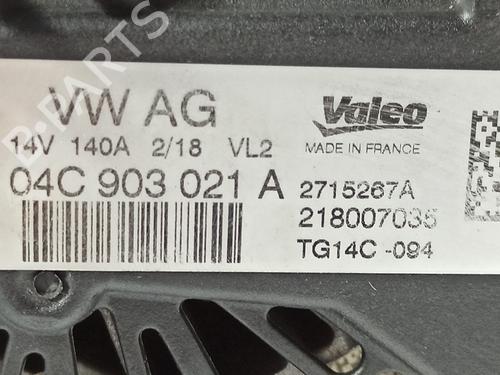 B-PARTS
VW AG
14V 140A 2/18 VL2
04C 903 021 A
Valeo
MADE IN FRANCE
2715267A
218007035
TG14C -094